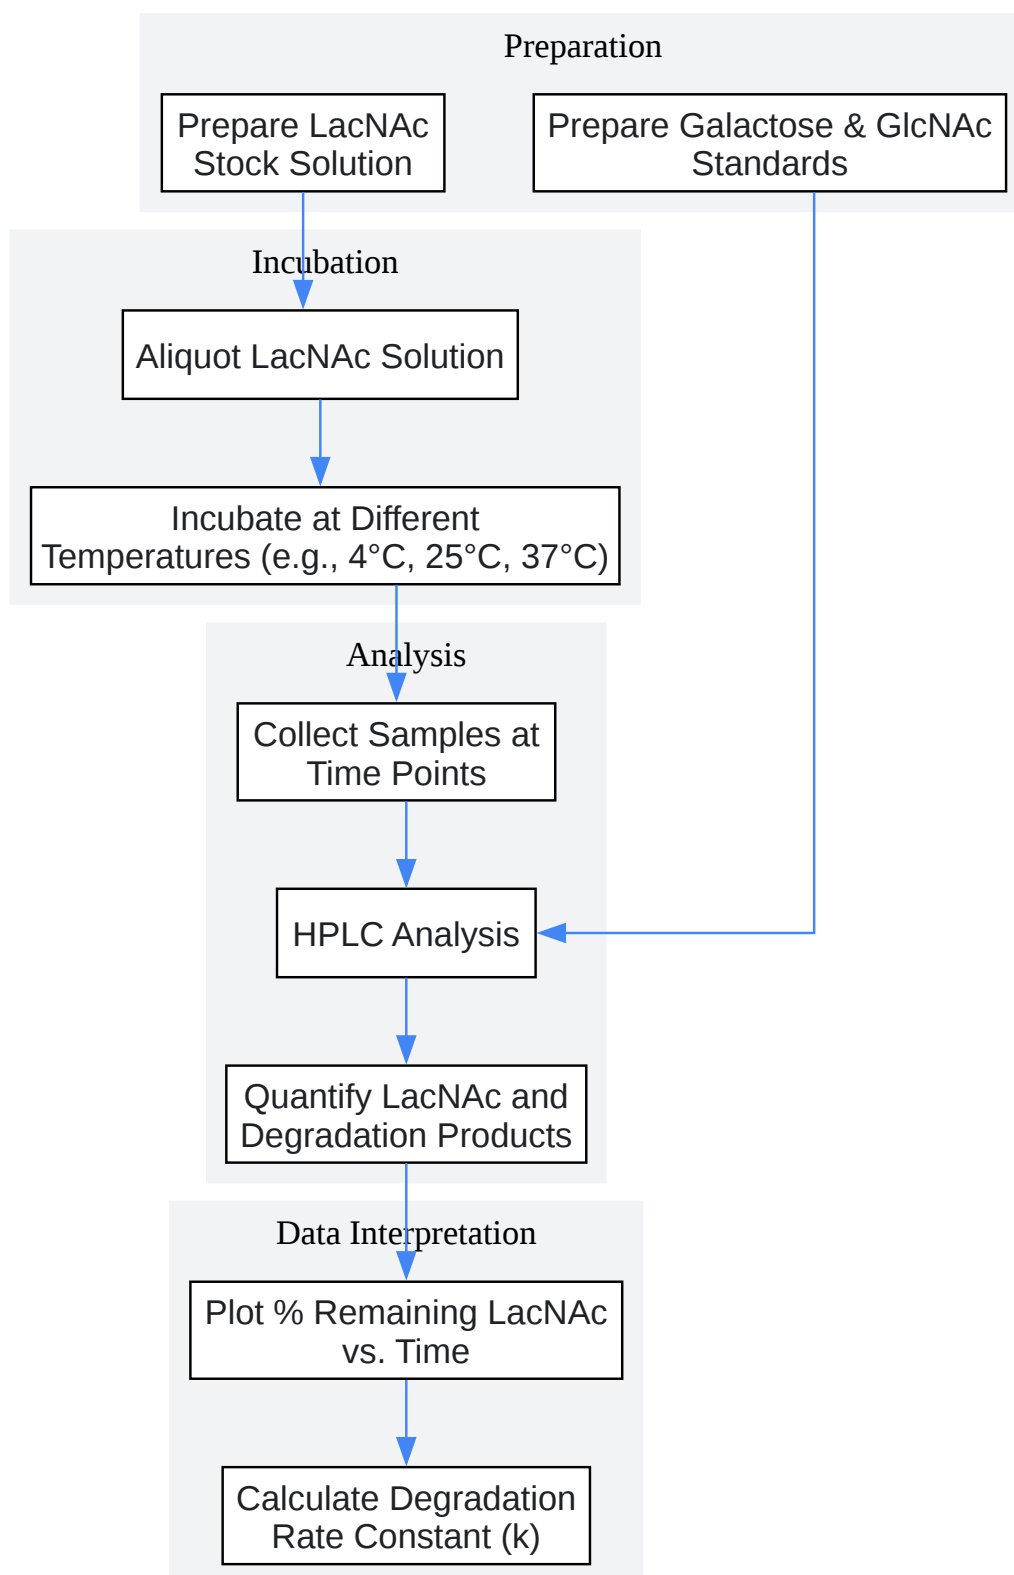 Preparation
Prepare LacNAc
Stock Solution
Prepare Galactose & GlcNAc
Standards
Incubation
Aliquot LacNAc Solution
Incubate at Different
Temperatures (e.g., 4°C, 25°C, 37°C)
Analysis
Collect Samples at
Time Points
HPLC Analysis
Quantify LacNAc and
Degradation Products
Data Interpretation
Plot % Remaining LacNAc
vs. Time
Calculate Degradation
Rate Constant (k)